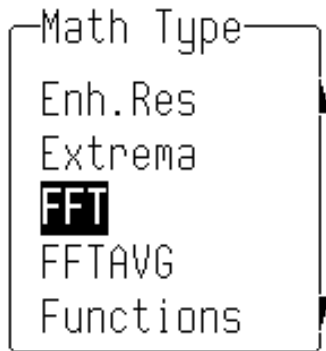 Math Type
Enh.Res
Extrema
FFT
FFTAVG
Functions